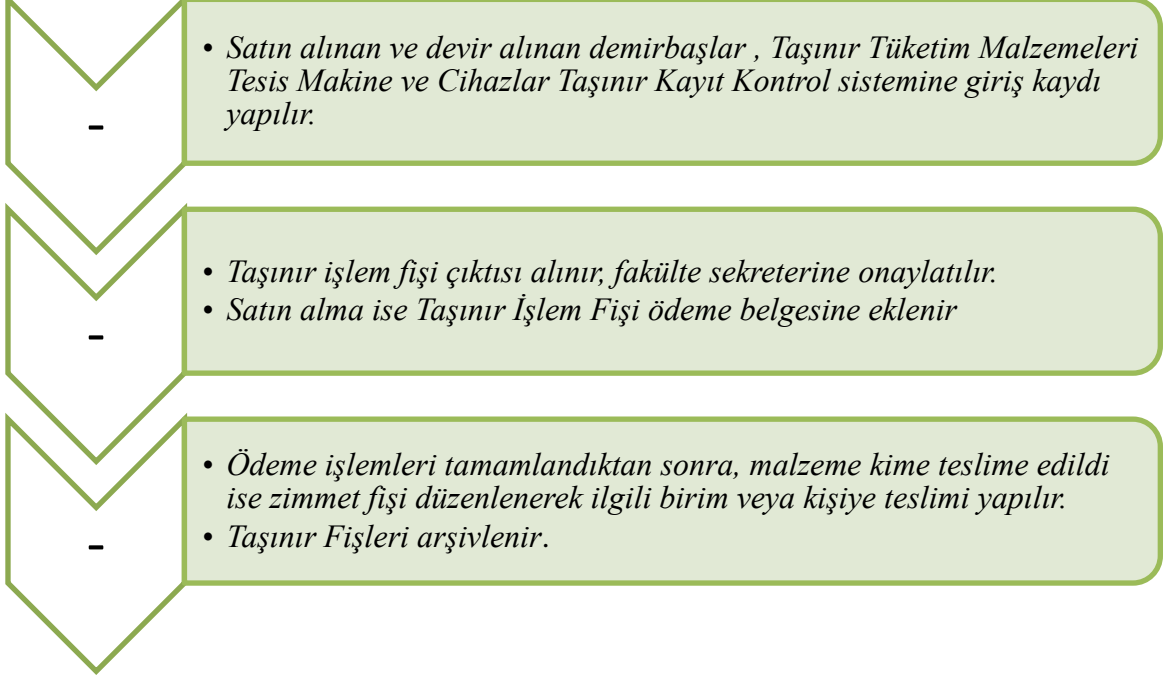 -
• Satın alınan ve devir alınan demirbaşlar , Taşınır Tüketim Malzemeleri
Tesis Makine ve Cihazlar Taşınır Kayıt Kontrol sistemine giriş kaydı
yapılır.
-
• Taşınır işlem fişi çıktısı alınır, fakülte sekreterine onaylatılır.
• Satın alma ise Taşınır İşlem Fişi ödeme belgesine eklenir
-
• Ödeme işlemleri tamamlandıktan sonra, malzeme kime teslime edildi
ise zimmet fişi düzenlenerek ilgili birim veya kişiye teslimi yapılır.
• Taşınır Fişleri arşivlenir.